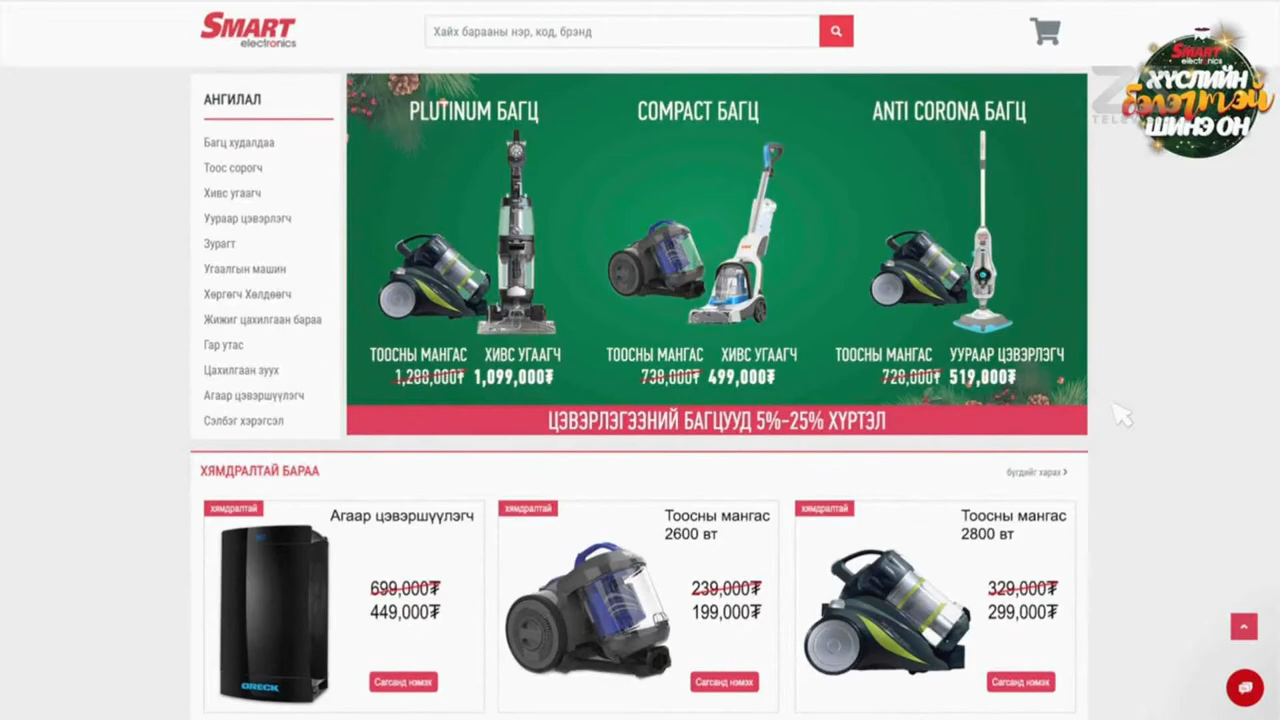 SMART
electronics
Хайх барааны нэр, код, брэнд
SMART
electronics
ХҮСЛИЙН
бэлэгтэй
ШИНЭ ОН
АНГИЛАЛ
Багц худалдаа
Тоос сорогч
Хивс угаагч
Уураар цэвэрлэгч
Зурагт
Угаалгын машин
Хөргөгч Хөлдөөгч
Жижиг цахилгаан бараа
Гар утас
Цахилгаан зуух
Агаар цэвэршүүлэгч
Сэлбэг хэрэгсэл
PLUTINUM БАГЦ
COMPACT БАГЦ
ANTI CORONA БАГЦ
ТООСНЫ МАНГАС ХИВС УГААГЧ
1,288,000₮ 1,099,000₮
ТООСНЫ МАНГАС ХИВС УГААГЧ
738,000₮ 499,000₮
ТООСНЫ МАНГАС УУРААР ЦЭВЭРЛЭГЧ
728,000₮ 519,000₮
ЦЭВЭРЛЭГЭЭНИЙ БАГЦУУД 5%-25% ХҮРТЭЛ
ХЯМДРАЛТАЙ БАРАА
бүгдийг харах
хямдралтай
Агаар цэвэршүүлэгч
699,000₮
449,000₮
ORECK
Сагсанд нэмэх
хямдралтай
Тоосны мангас
2600 вт
239,000₮
199,000₮
Сагсанд нэмэх
хямдралтай
Тоосны мангас
2800 вт
329,000₮
299,000₮
Сагсанд нэмэх